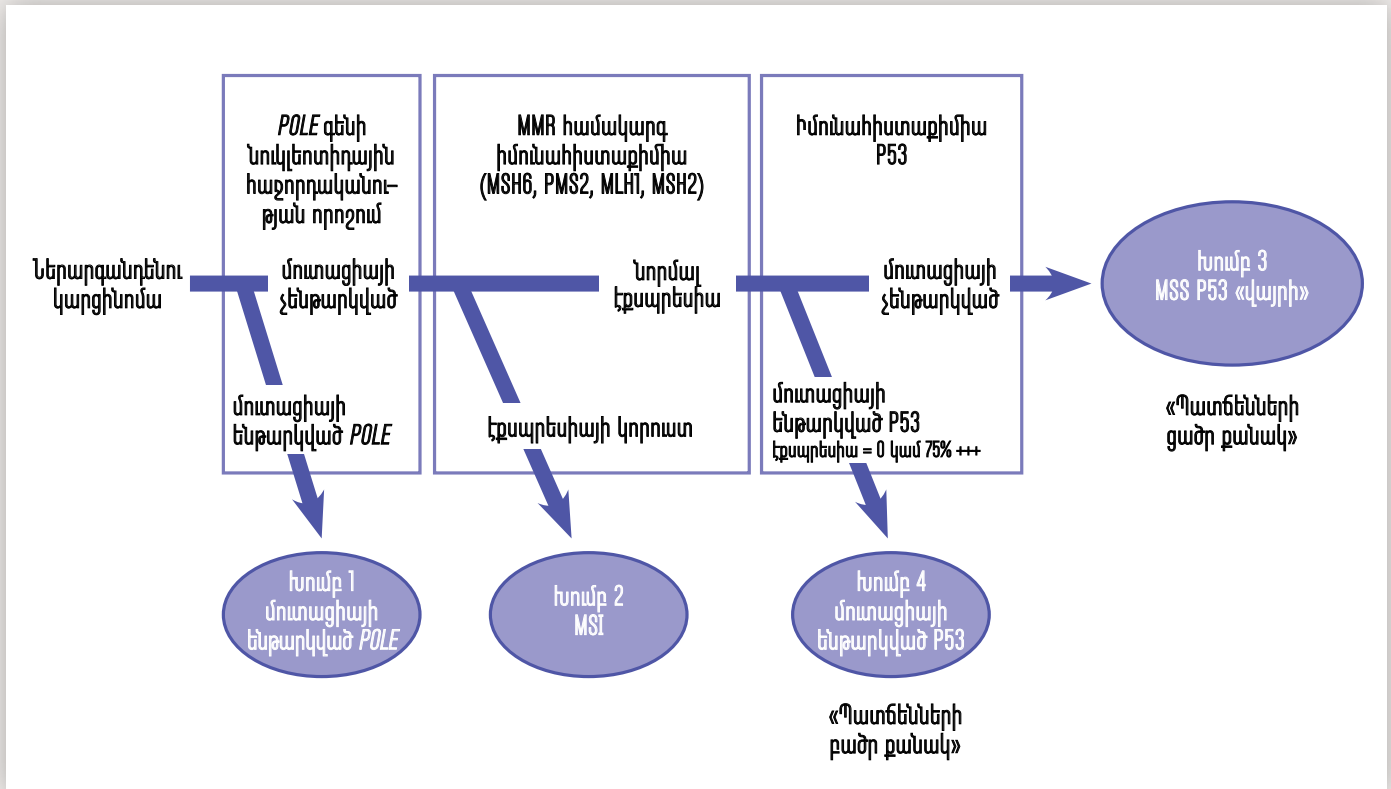 POLE գենի
նուկլեոտիդային
հաջորդականու–
թյան որոշում
MMR համակարգ
իմունահիստաքիմիա
(MSH6, PMS2, MLH1, MSH2)
Իմունահիստաքիմիա
P53
Ներարգանդենու
կարցինոմա
մուտացիայի
չենթարկված
նորմալ
էքսպրեսիա
մուտացիայի
չենթարկված
Խումբ 3
MSS P53 «վայրի»
«Պատճենների
ցածր քանակ»
մուտացիայի
ենթարկված POLE
էքսպրեսիայի կորուստ
մուտացիայի
ենթարկված P53
էքսպրեսիա = 0 կամ 75% +++
Խումբ 1
մուտացիայի
ենթարկված POLE
Խումբ 2
MSI
Խումբ 4
մուտացիայի
ենթարկված P53
«Պատճենների
բածր քանակ»